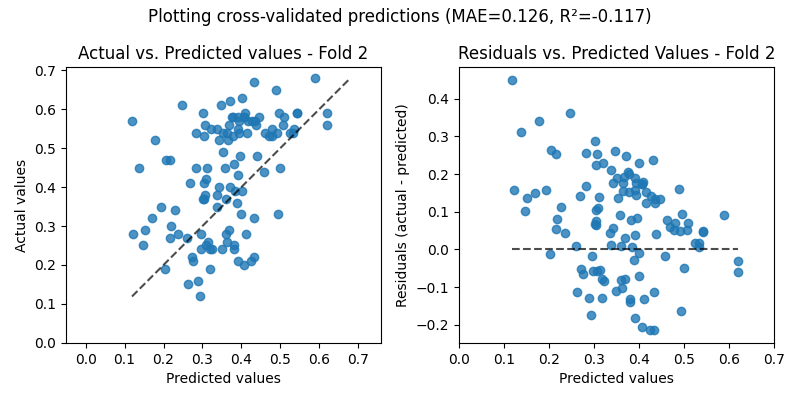 Plotting cross-validated predictions (MAE=0.126, R²=-0.117)
Actual vs. Predicted values - Fold 2
Actual values
0.7
0.6
0.5
0.4
0.3
0.2
0.1
0.0
0.0 0.1 0.2 0.3 0.4 0.5 0.6 0.7
Predicted values
Residuals vs. Predicted Values - Fold 2
Residuals (actual - predicted)
0.4
0.3
0.2
0.1
0.0
−0.1
−0.2
0.0 0.1 0.2 0.3 0.4 0.5 0.6 0.7
Predicted values